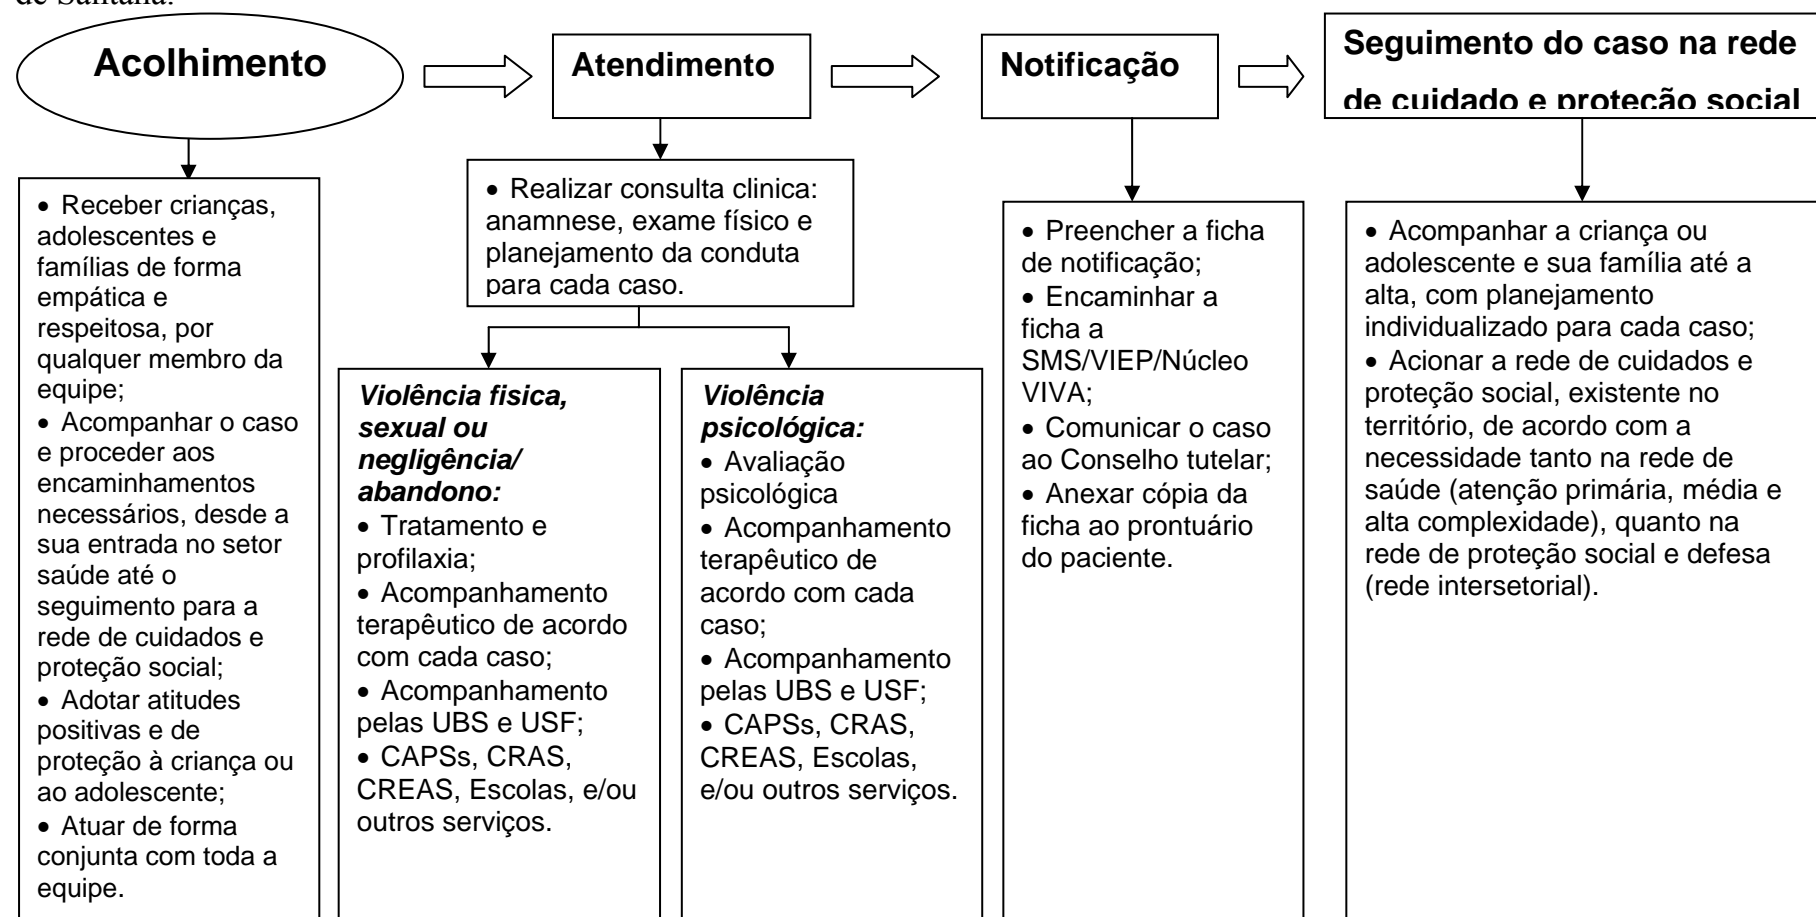 de Santana.
Acolhimento
Atendimento
Notificação
Seguimento do caso na rede
de cuidado e proteção social
• Receber crianças,
adolescentes e
famílias de forma
empática e
respeitosa, por
qualquer membro da
equipe;
• Acompanhar o caso
e proceder aos
encaminhamentos
necessários, desde a
sua entrada no setor
saúde até o
seguimento para a
rede de cuidados e
proteção social;
• Adotar atitudes
positivas e de
proteção à criança ou
ao adolescente;
• Atuar de forma
conjunta com toda a
equipe.
• Realizar consulta clinica:
anamnese, exame físico e
planejamento da conduta
para cada caso.
Violência fisica,
sexual ou
negligência/
abandono:
• Tratamento e
profilaxia;
• Acompanhamento
terapêutico de acordo
com cada caso;
• Acompanhamento
pelas UBS e USF;
• CAPSs, CRAS,
CREAS, Escolas, e/ou
outros serviços.
Violência
psicológica:
• Avaliação
psicológica
• Acompanhamento
terapêutico de
acordo com cada
caso;
• Acompanhamento
pelas UBS e USF;
• CAPSs, CRAS,
CREAS, Escolas,
e/ou outros serviços.
• Preencher a ficha
de notificação;
• Encaminhar a
ficha a
SMS/VIEP/Núcleo
VIVA;
• Comunicar o caso
ao Conselho tutelar;
• Anexar cópia da
ficha ao prontuário
do paciente.
• Acompanhar a criança ou
adolescente e sua família até a
alta, com planejamento
individualizado para cada caso;
• Acionar a rede de cuidados e
proteção social, existente no
território, de acordo com a
necessidade tanto na rede de
saúde (atenção primária, média e
alta complexidade), quanto na
rede de proteção social e defesa
(rede intersetorial).